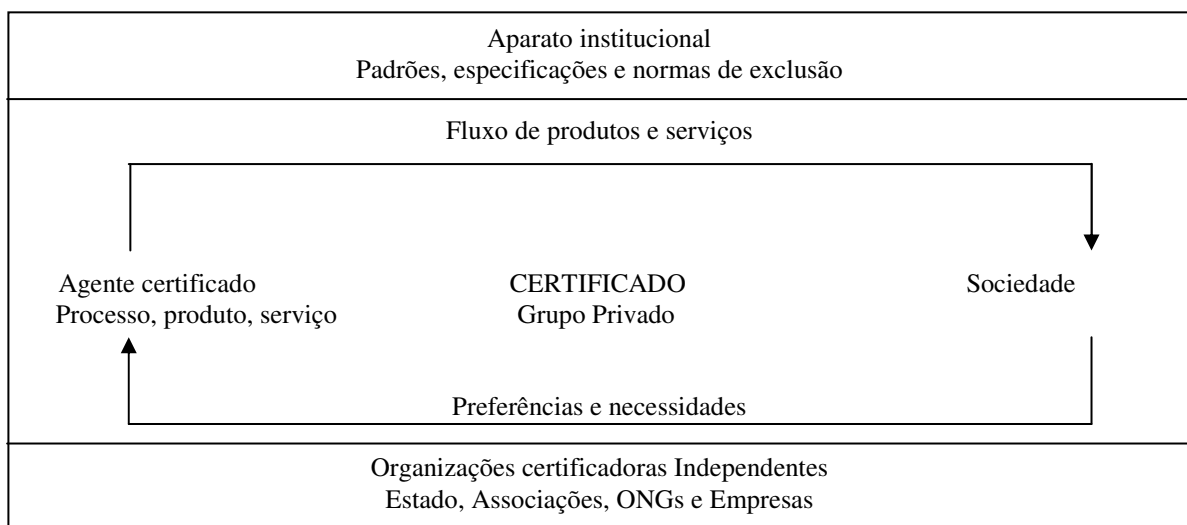 Aparato institucional
Padrões, especificações e normas de exclusão
Fluxo de produtos e serviços
Agente certificado
Processo, produto, serviço
CERTIFICADO
Grupo Privado
Sociedade
Preferências e necessidades
Organizações certificadoras Independentes
Estado, Associações, ONGs e Empresas